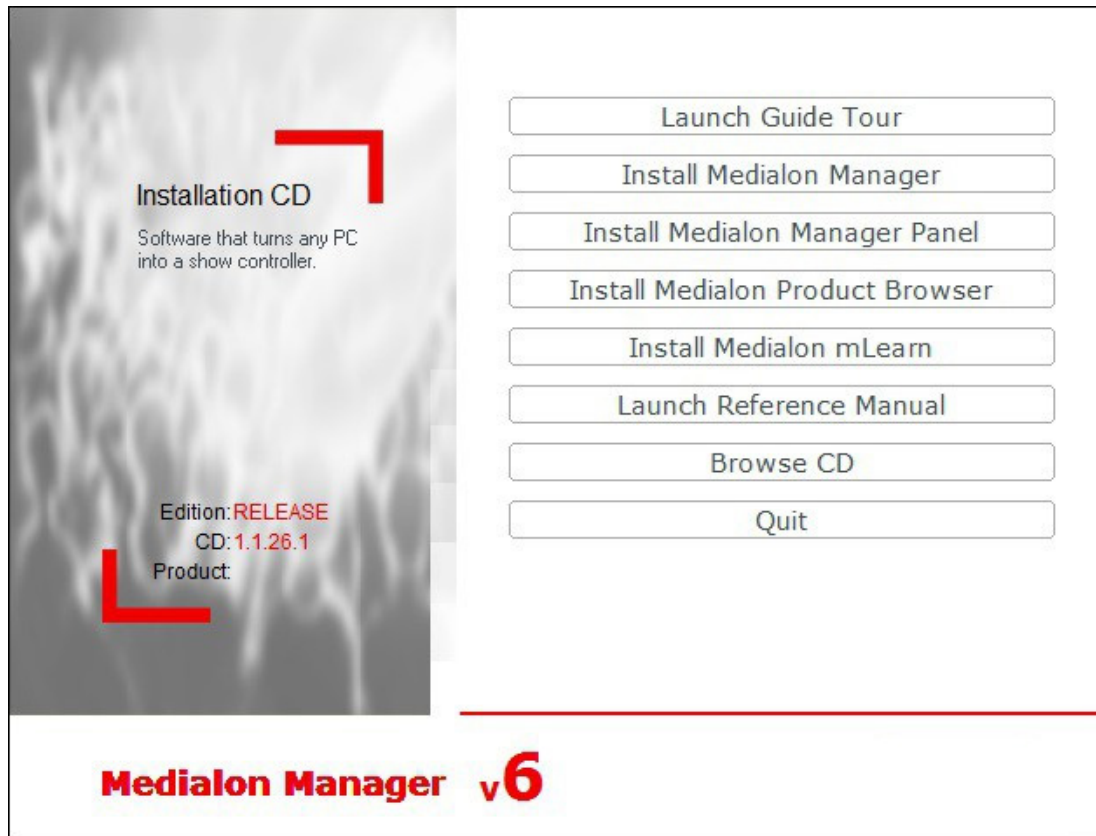 Installation CD
Software that turns any PC
into a show controller.
Edition: RELEASE
CD: 1.1.26.1
Product:
Launch Guide Tour
Install Medialon Manager
Install Medialon Manager Panel
Install Medialon Product Browser
Install Medialon mLearn
Launch Reference Manual
Browse CD
Quit
Medialon Manager v6